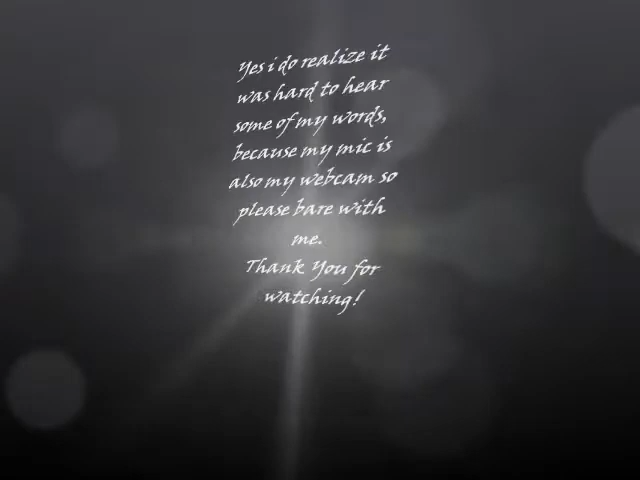 Yes i do realize it
was hard to hear
some of my words,
because my mic is
also my webcam so
please bare with
me.
Thank You for
watching!